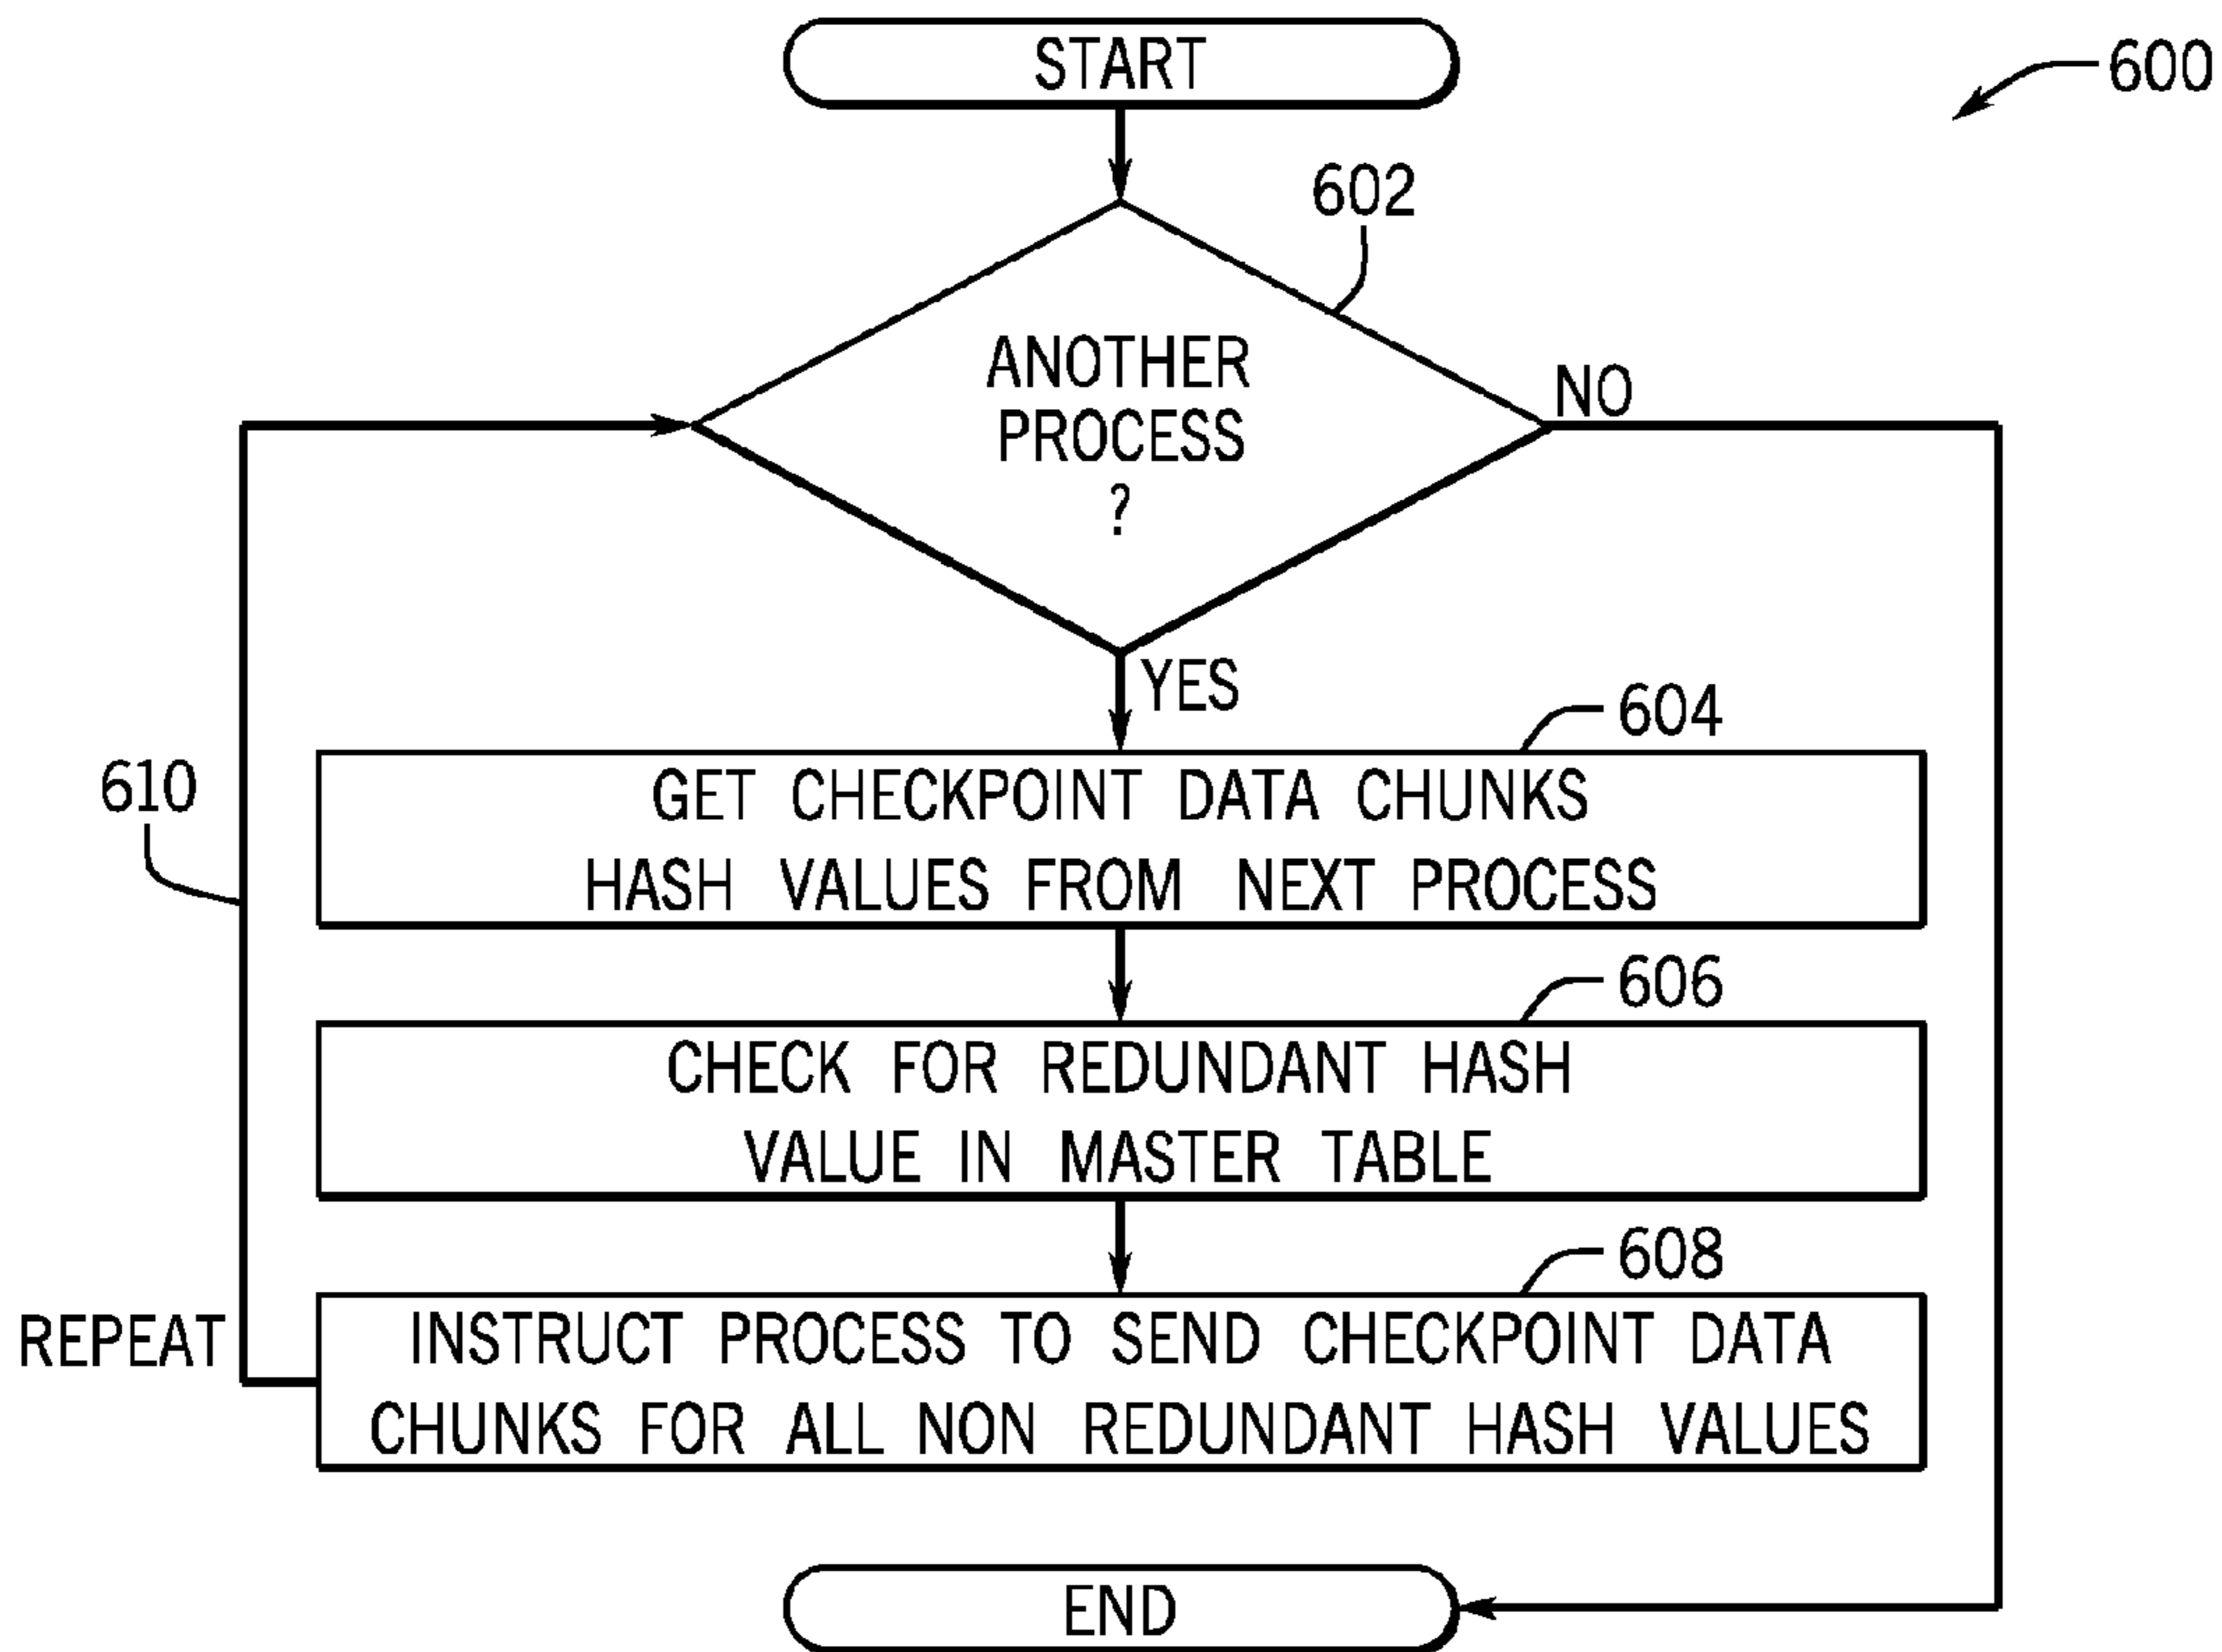 START
600
602
ANOTHER
PROCESS
?
NO
YES
604
610
GET CHECKPOINT DATA CHUNKS
HASH VALUES FROM NEXT PROCESS
606
CHECK FOR REDUNDANT HASH
VALUE IN MASTER TABLE
608
REPEAT
INSTRUCT PROCESS TO SEND CHECKPOINT DATA
CHUNKS FOR ALL NON REDUNDANT HASH VALUES
END